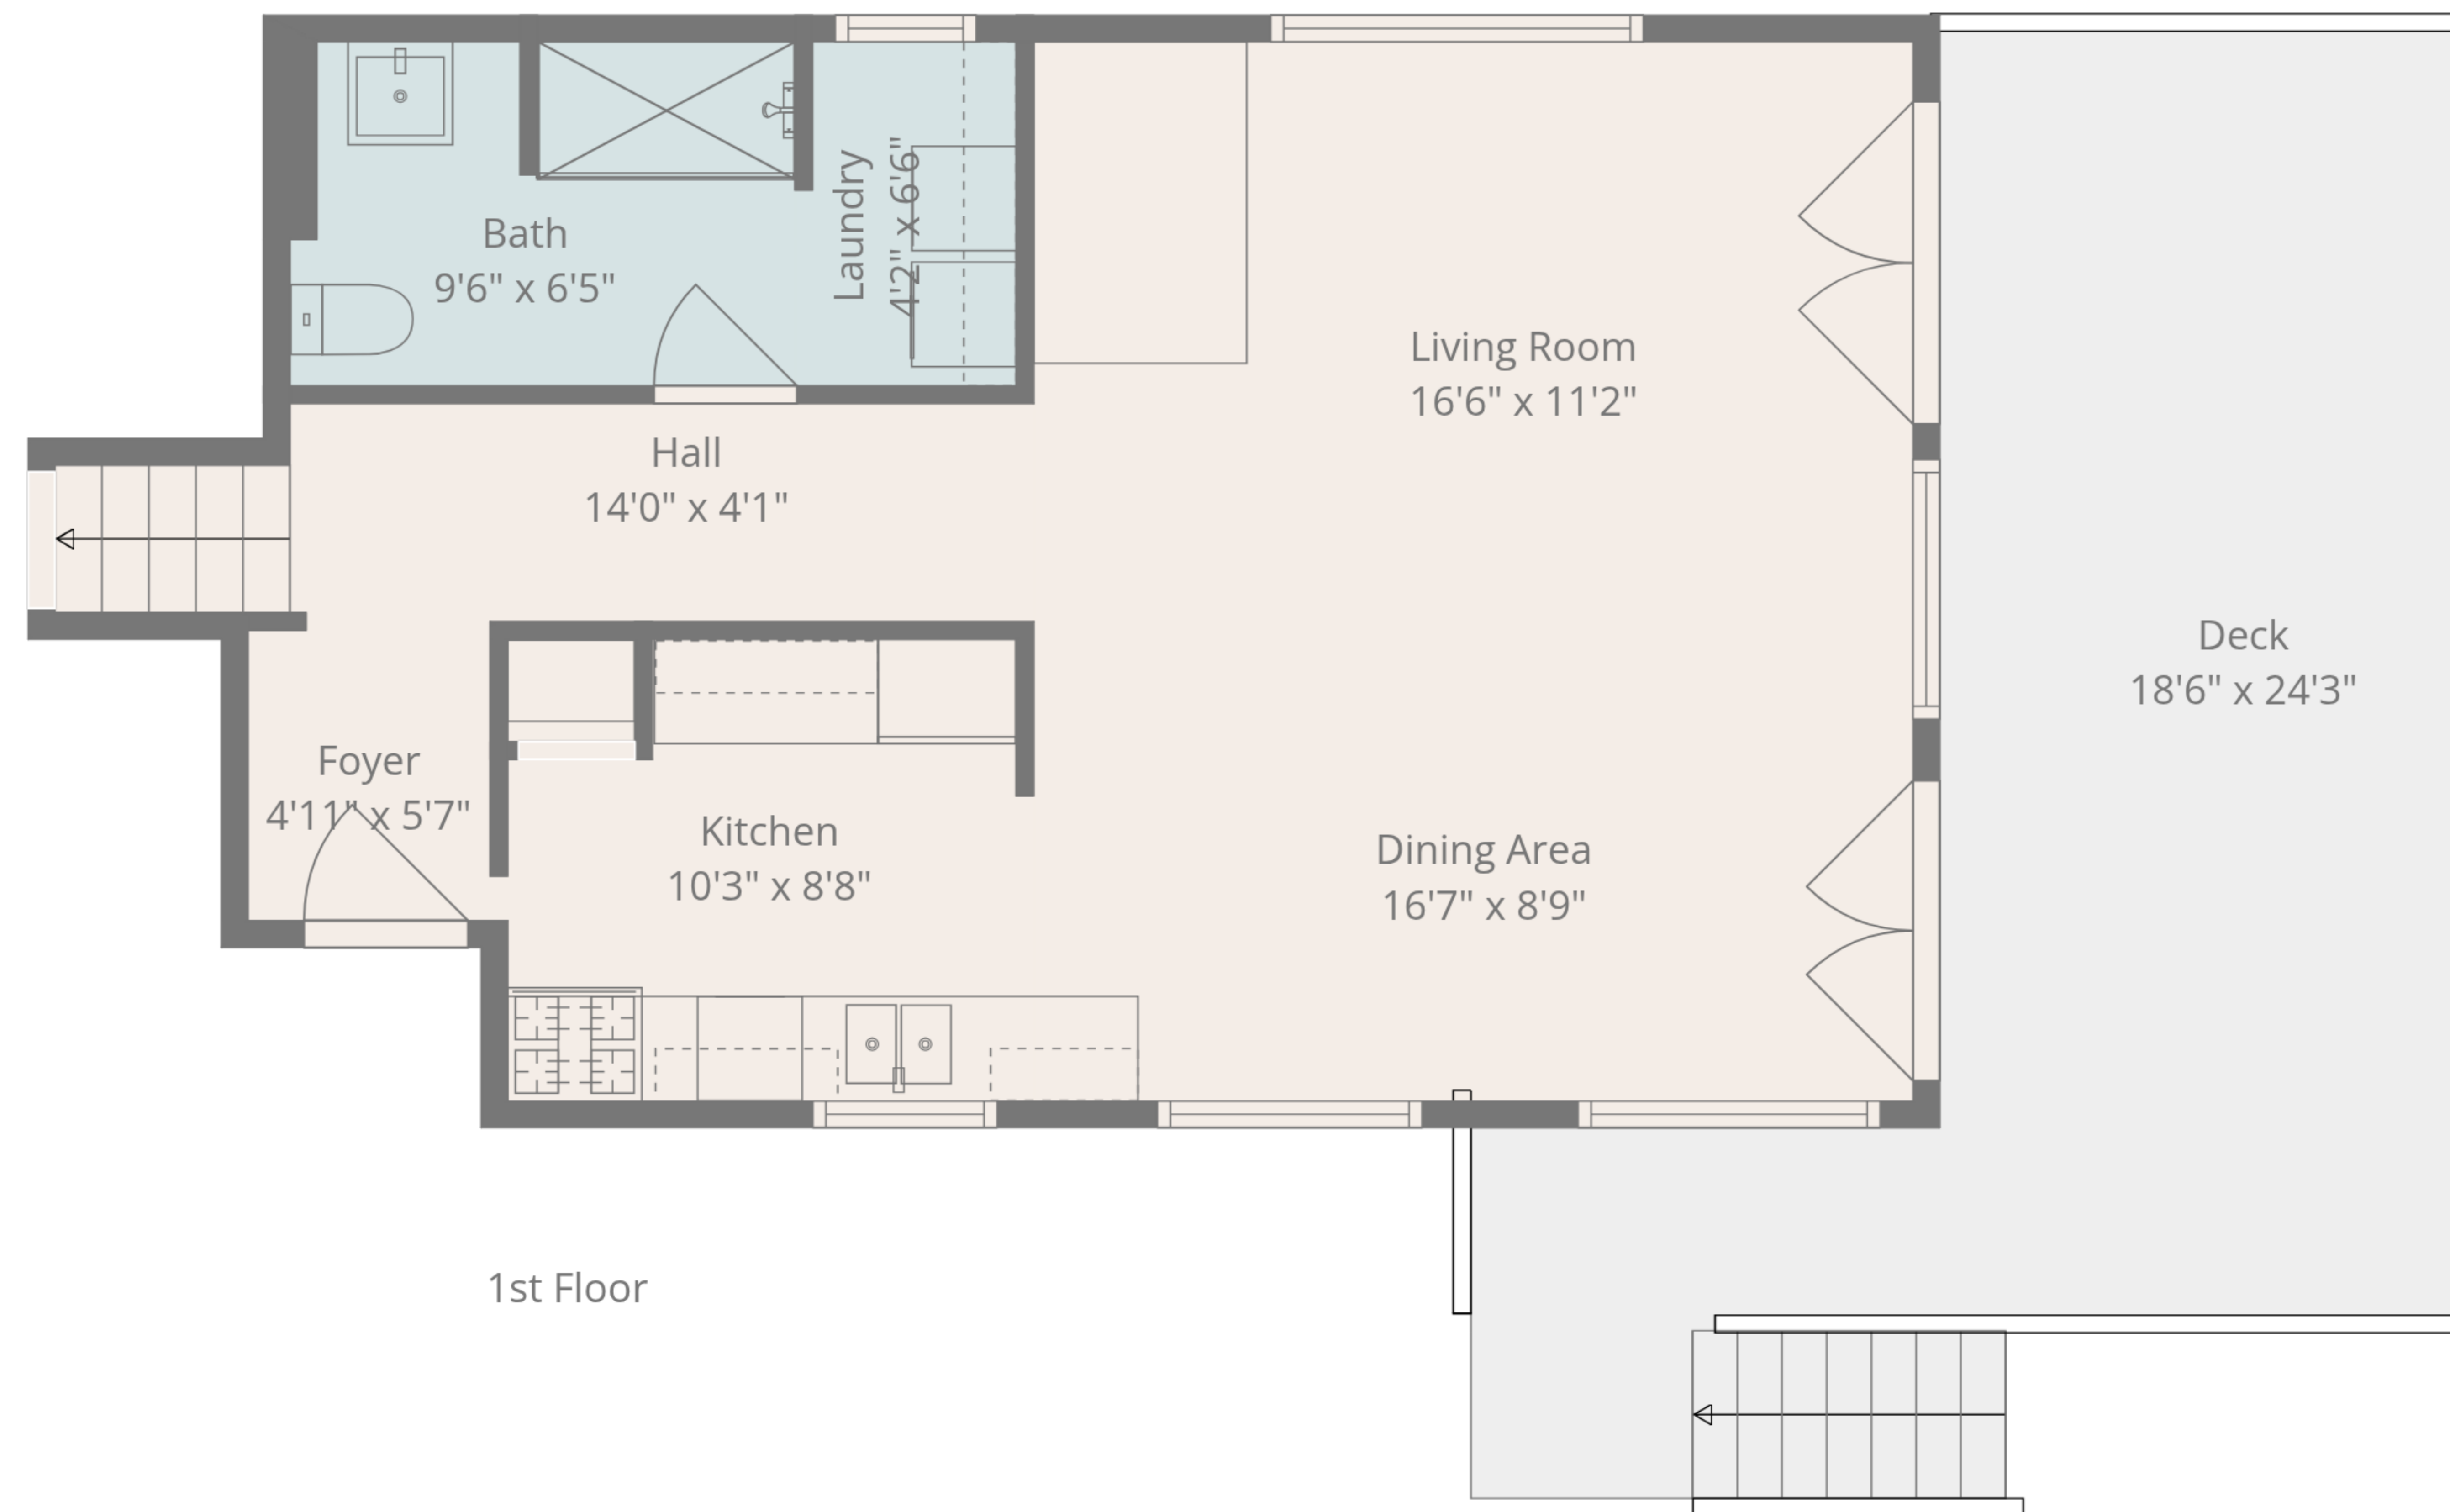 Bath
9'6" x 6'5"
Laundry
4'2" x 6'6"
Living Room
16'6" x 11'2"
Hall
14'0" x 4'1"
Deck
18'6" x 24'3"
Foyer
4'11" x 5'7"
Kitchen
10'3" x 8'8"
Dining Area
16'7" x 8'9"
1st Floor